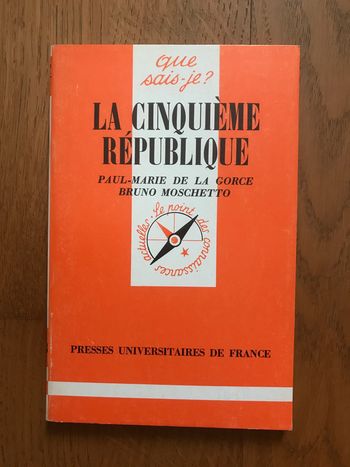 que
sais-je?
LA CINQUIÈME
RÉPUBLIQUE
PAUL-MARIE DE LA GORCE
BRUNO MOSCHETTO
Le point des connaissances actuelles
PRESSES UNIVERSITAIRES DE FRANCE